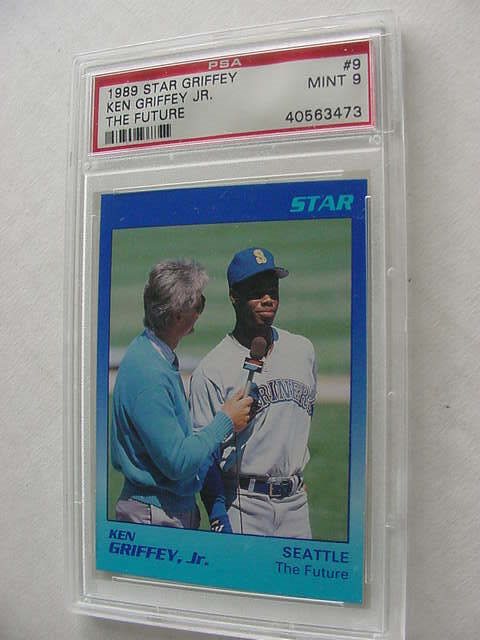 PSA
1989 STAR GRIFFEY #9
KEN GRIFFEY JR. MINT 9
THE FUTURE 40563473
STAR
S
RINERS
KEN
GRIFFEY, Jr.
SEATTLE
The Future